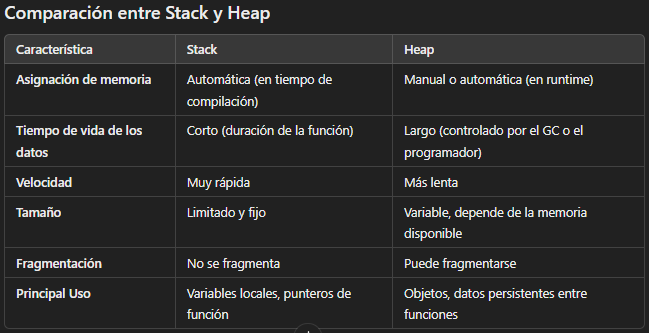 Comparación entre Stack y Heap
Característica Stack Heap
Asignación de memoria Automática (en tiempo de compilación) Manual o automática (en runtime)
Tiempo de vida de los datos Corto (duración de la función) Largo (controlado por el GC o el programador)
Velocidad Muy rápida Más lenta
Tamaño Limitado y fijo Variable, depende de la memoria disponible
Fragmentación No se fragmenta Puede fragmentarse
Principal Uso Variables locales, punteros de función Objetos, datos persistentes entre funciones